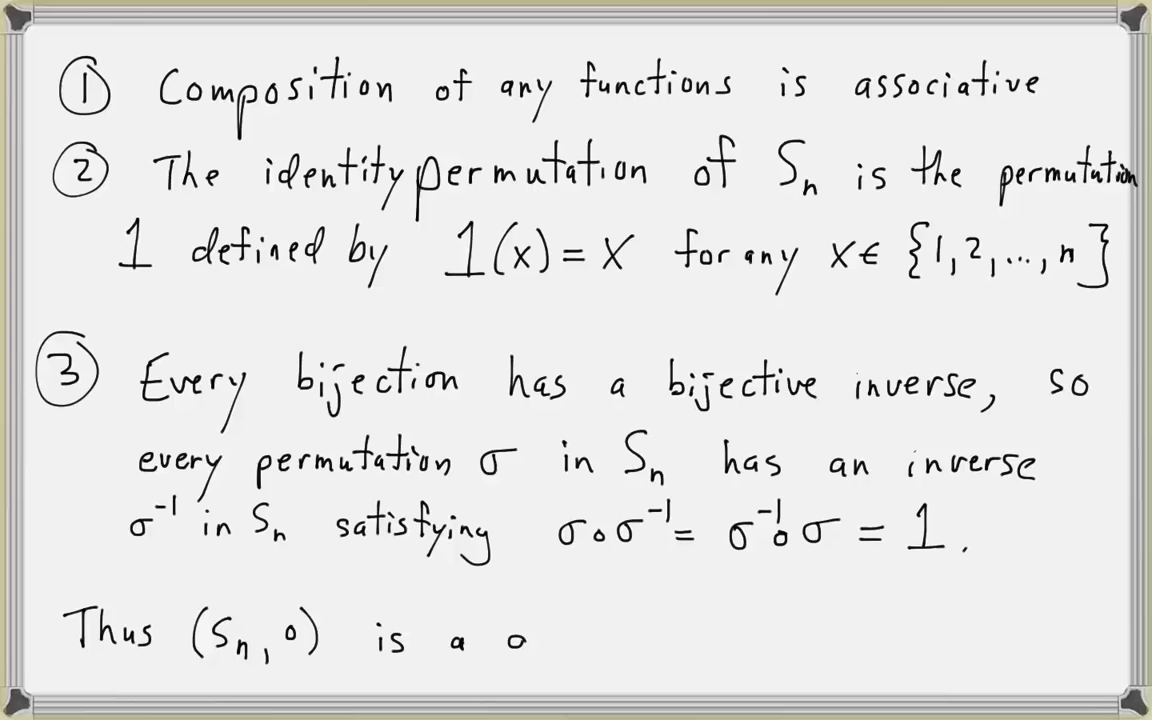 ① Composition of any functions is associative
② The identity permutation of Sₙ is the permutation
1 defined by 1(x) = x for any x ∈ {1, 2, ..., n}
③ Every bijection has a bijective inverse, so
every permutation σ in Sₙ has an inverse
σ⁻¹ in Sₙ satisfying σ∘σ⁻¹ = σ⁻¹∘σ = 1.
Thus (Sₙ, ∘) is a